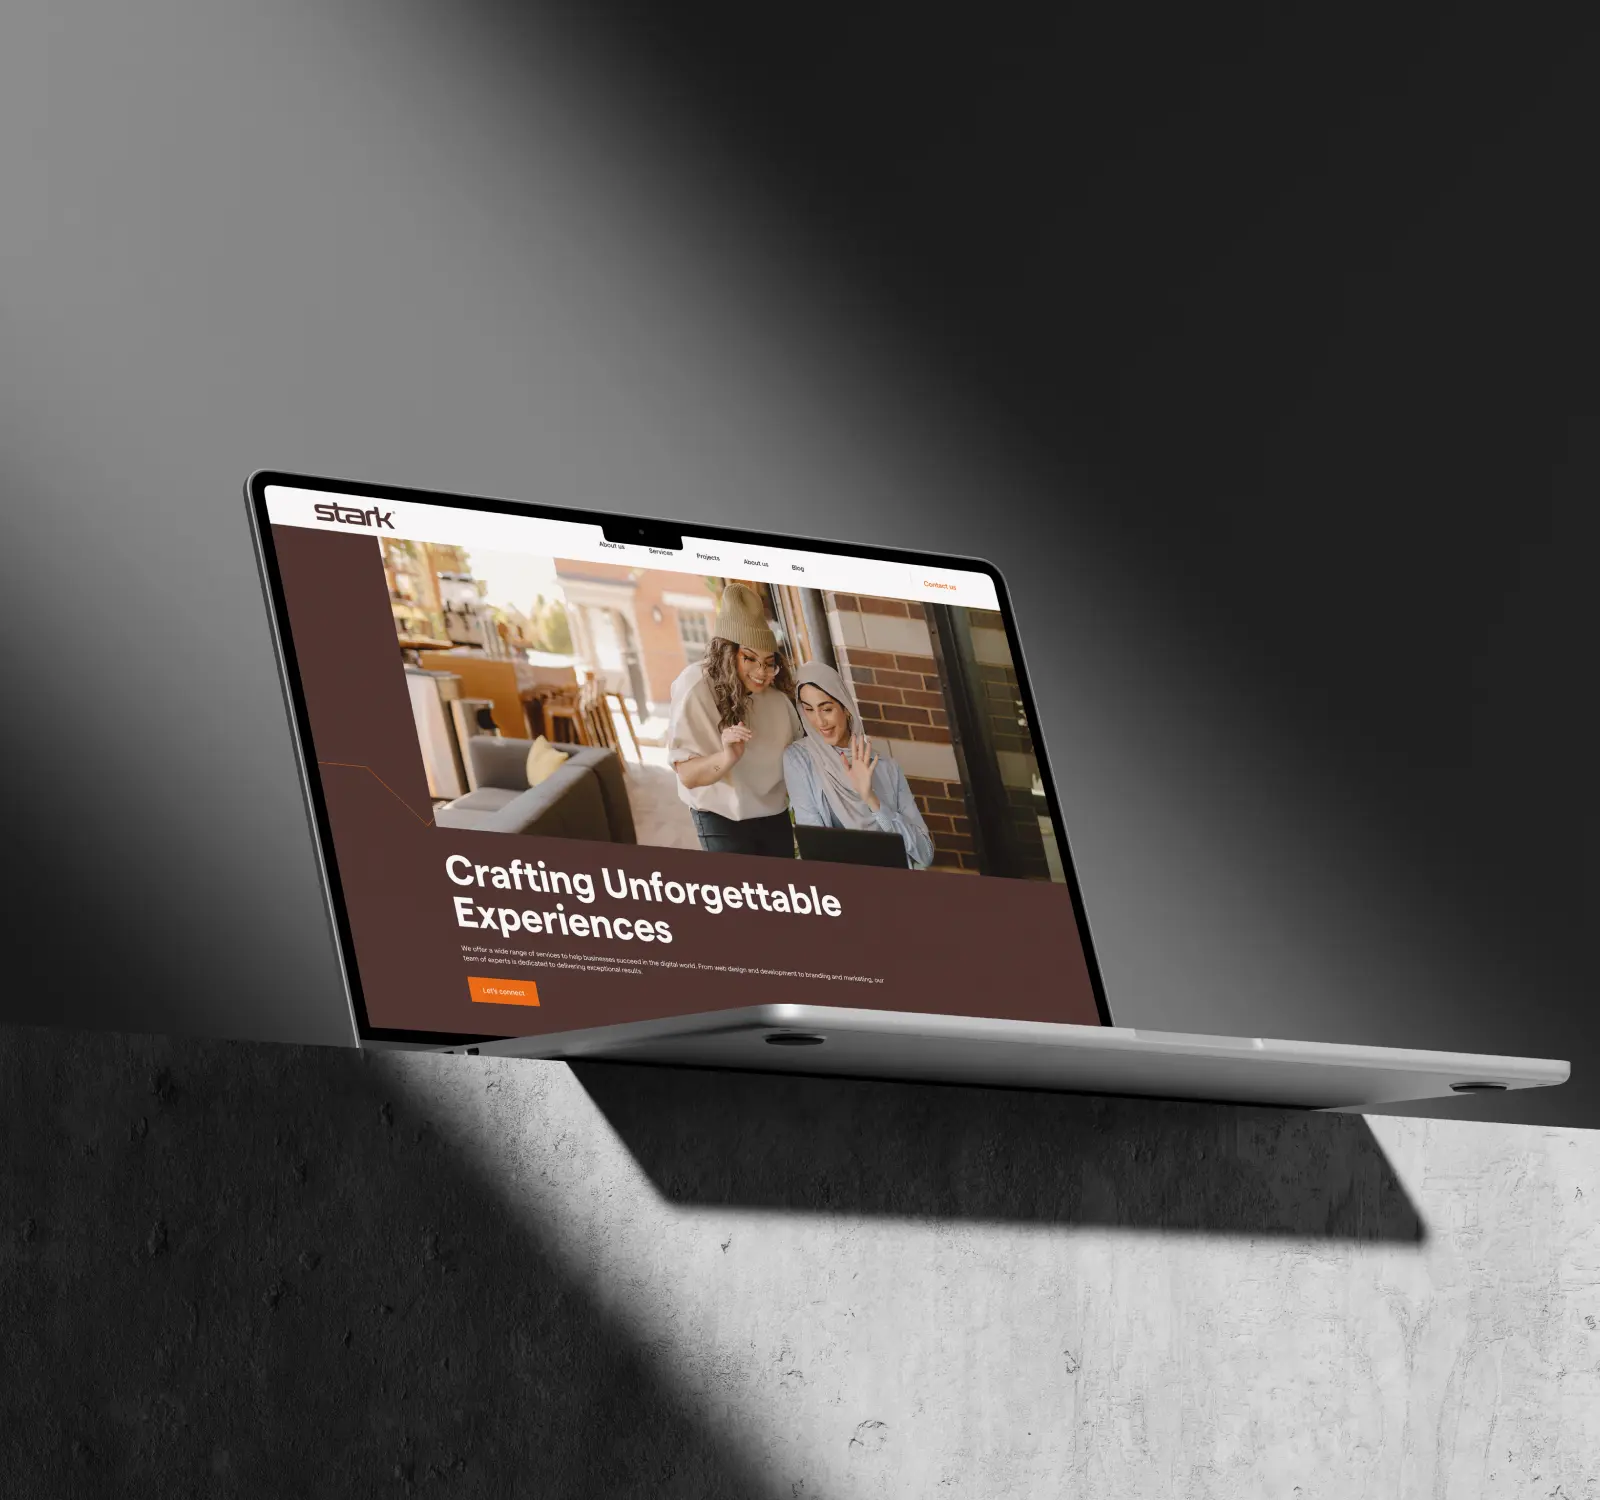 stark
About us
Services
Projects
About us
Blog
Contact us
Crafting Unforgettable
Experiences
We offer a wide range of services to help businesses succeed in the digital world. From web design and development to branding and marketing, our
team of experts is dedicated to delivering exceptional results.
Let's connect